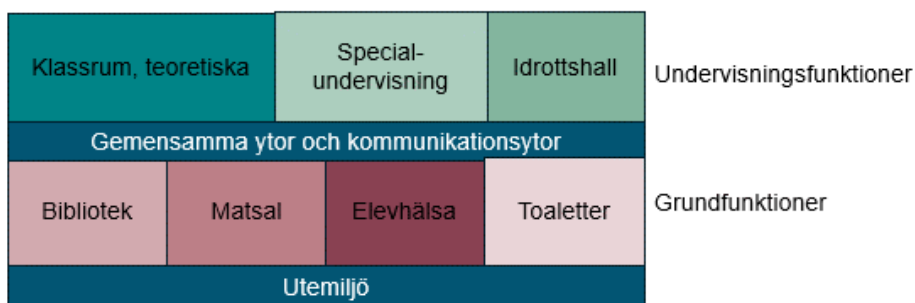 Klassrum, teoretiska
Special-
undervisning
Idrottshall
Undervisningsfunktioner
Gemensamma ytor och kommunikationsytor
Bibliotek
Matsal
Elevhälsa
Toaletter
Grundfunktioner
Utemiljö